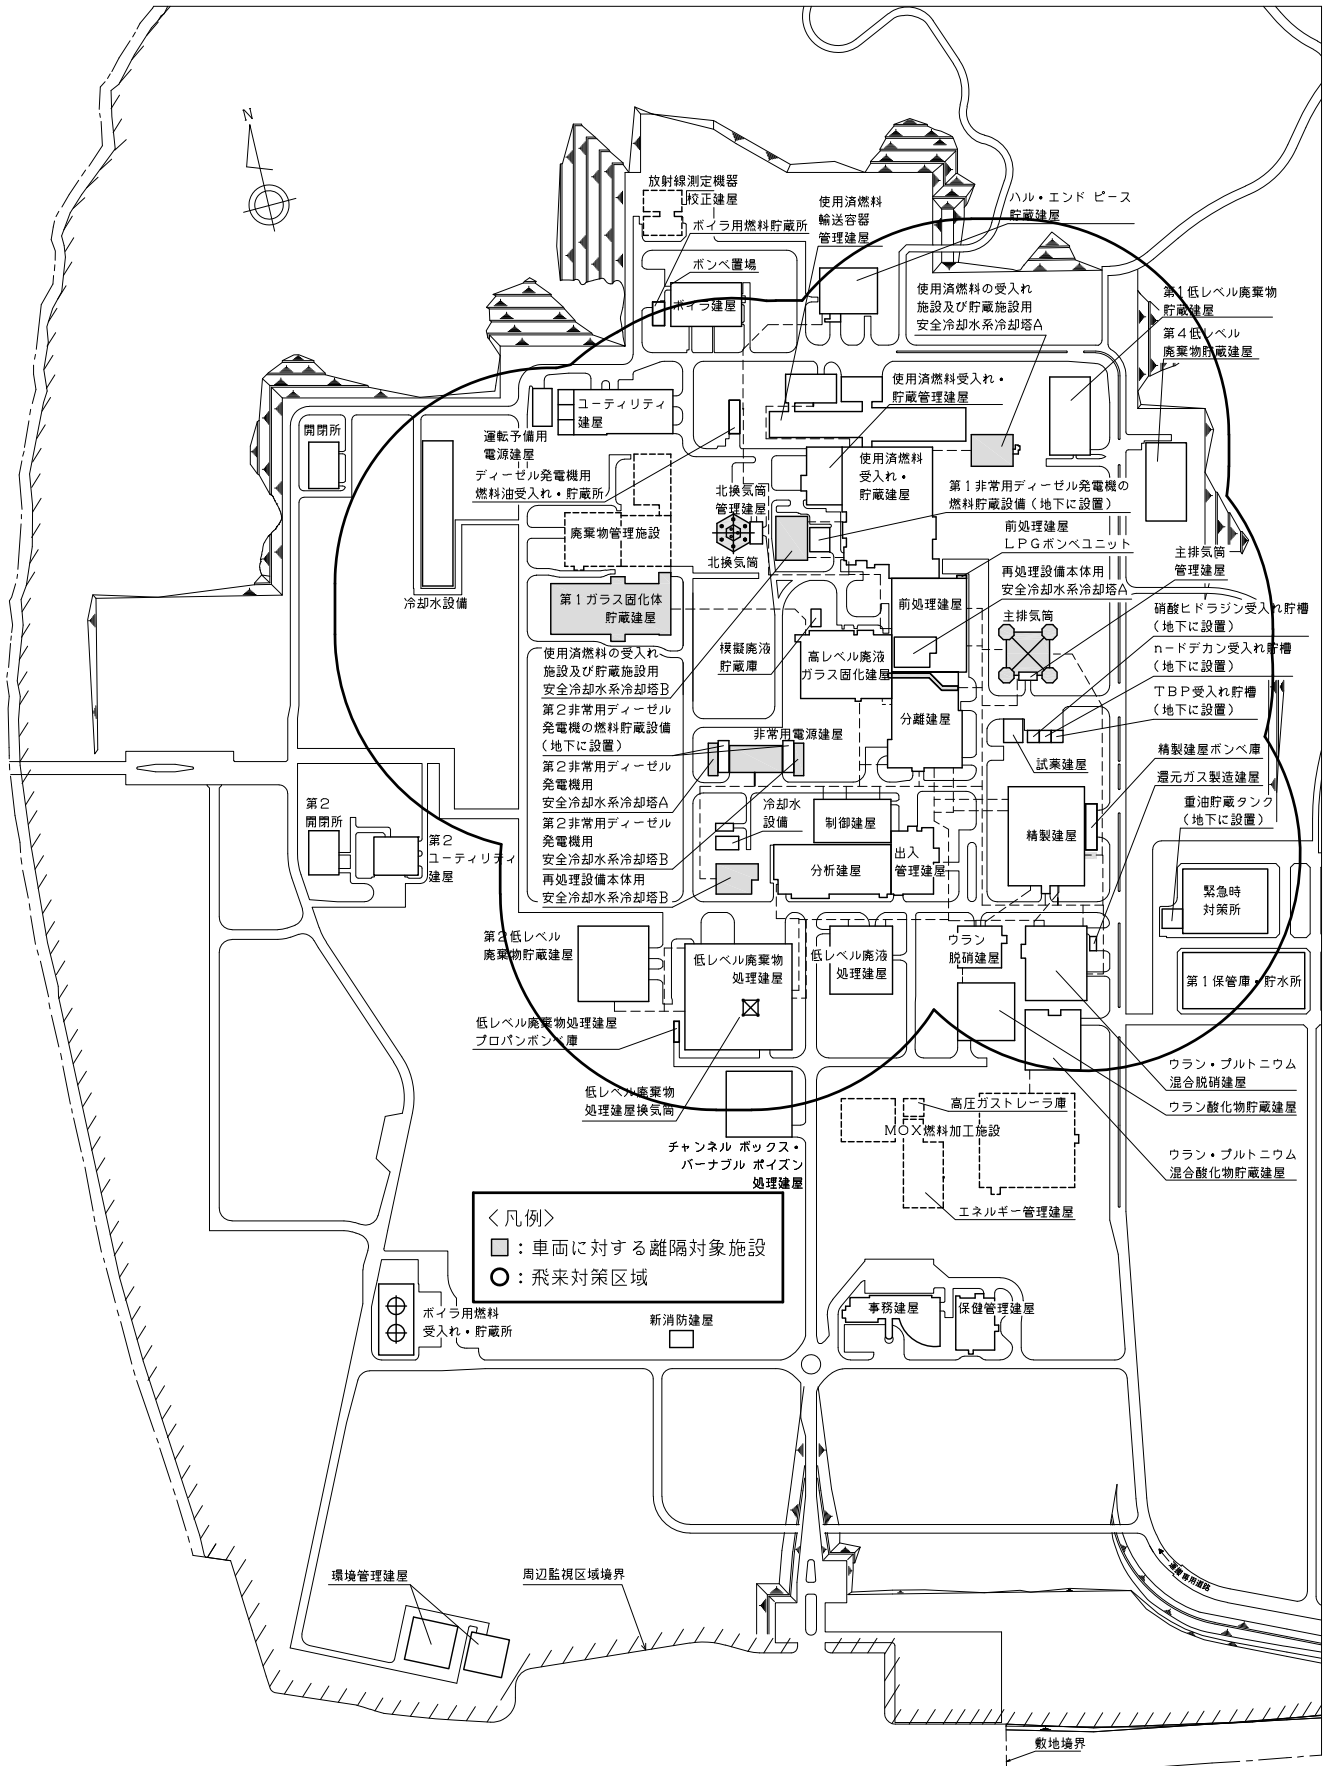 N
放射線測定機器
校正建屋
ボイラ用燃料貯蔵所
ボンベ置場
ボイラ建屋
使用済燃料
輸送容器
管理建屋
ハル・エンド ピース
貯蔵建屋
使用済燃料の受入れ
施設及び貯蔵施設用
安全冷却水系冷却塔A
第1低レベル廃棄物
貯蔵建屋
第4低レベル
廃棄物貯蔵建屋
使用済燃料受入れ・
貯蔵管理建屋
ユーティリティ
建屋
開閉所
運転予備用
電源建屋
ディーゼル発電機用
燃料油受入れ・貯蔵所
北換気筒
管理建屋
使用済燃料
受入れ・
貯蔵建屋
第1非常用ディーゼル発電機の
燃料貯蔵設備(地下に設置)
前処理建屋
LPGボンベユニット
主排気筒
管理建屋
廃棄物管理施設
北換気筒
再処理設備本体用
安全冷却水系冷却塔A
冷却水設備
第1ガラス固化体
貯蔵建屋
前処理建屋
主排気筒
硝酸ヒドラジン受入れ貯槽
(地下に設置)
n-ドデカン受入れ貯槽
(地下に設置)
TBP受入れ貯槽
(地下に設置)
使用済燃料の受入れ
施設及び貯蔵施設用
安全冷却水系冷却塔B
模擬廃液
貯蔵庫
高レベル廃液
ガラス固化建屋
第2非常用ディーゼル
発電機の燃料貯蔵設備
(地下に設置)
非常用電源建屋
分離建屋
試薬建屋
精製建屋ボンベ庫
還元ガス製造建屋
第2非常用ディーゼル
発電機用
安全冷却水系冷却塔A
重油貯蔵タンク
(地下に設置)
第2
開閉所
第2
ユーティリティ
建屋
第2非常用ディーゼル
発電機用
安全冷却水系冷却塔B
冷却水
設備
制御建屋
精製建屋
出入
管理建屋
分析建屋
再処理設備本体用
安全冷却水系冷却塔B
緊急時
対策所
第2低レベル
廃棄物貯蔵建屋
低レベル廃棄物
処理建屋
低レベル廃液
処理建屋
ウラン
脱硝建屋
第1保管庫・貯水所
低レベル廃棄物処理建屋
プロパンボンベ庫
ウラン・プルトニウム
混合脱硝建屋
低レベル廃棄物
処理建屋換気筒
高圧ガストレーラ庫
ウラン酸化物貯蔵建屋
MOX燃料加工施設
チャンネル ボックス・
バーナブル ポイズン
処理建屋
ウラン・プルトニウム
混合酸化物貯蔵建屋
エネルギー管理建屋
<凡例>
:車両に対する離隔対象施設
:飛来対策区域
ボイラ用燃料
受入れ・貯蔵所
新消防建屋
事務建屋
保健管理建屋
環境管理建屋
周辺監視区域境界
敷地境界